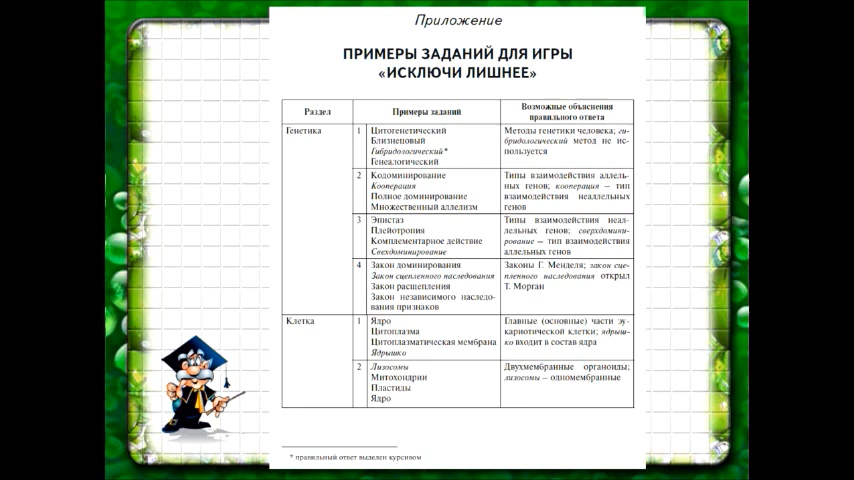 Приложение
ПРИМЕРЫ ЗАДАНИЙ ДЛЯ ИГРЫ
«ИСКЛЮЧИ ЛИШНЕЕ»
Раздел
Примеры заданий
Возможные объяснения
правильного ответа
Генетика
1
Цитогенетический
Близнецовый
Гибридологический*
Генеалогический
Методы генетики человека; ги-
бридологический метод не ис-
пользуется
2
Кодоминирование
Кооперация
Полное доминирование
Множественный аллелизм
Типы взаимодействия аллель-
ных генов; кооперация – тип
взаимодействия неаллельных
генов
3
Эпистаз
Плейотропия
Комплементарное действие
Свехдоминирование
Типы взаимодействия неал-
лельных генов; сверхдомини-
рование – тип взаимодействия
аллельных генов
4
Закон доминирования
Закон сцепленного наследования
Закон расщепления
Закон независимого наследо-
вания признаков
Законы Г. Менделя; закон сце-
пленного наследования открыл
Т. Морган
Клетка
1
Ядро
Цитоплазма
Цитоплазматическая мембрана
Ядрышко
Главные (основные) части эу-
кариотической клетки; ядрыш-
ко входит в состав ядра
2
Лизосомы
Митохондрии
Пластиды
Ядро
Двухмембранные органоиды;
лизосомы – одномембранные
* правильный ответ выделен курсивом